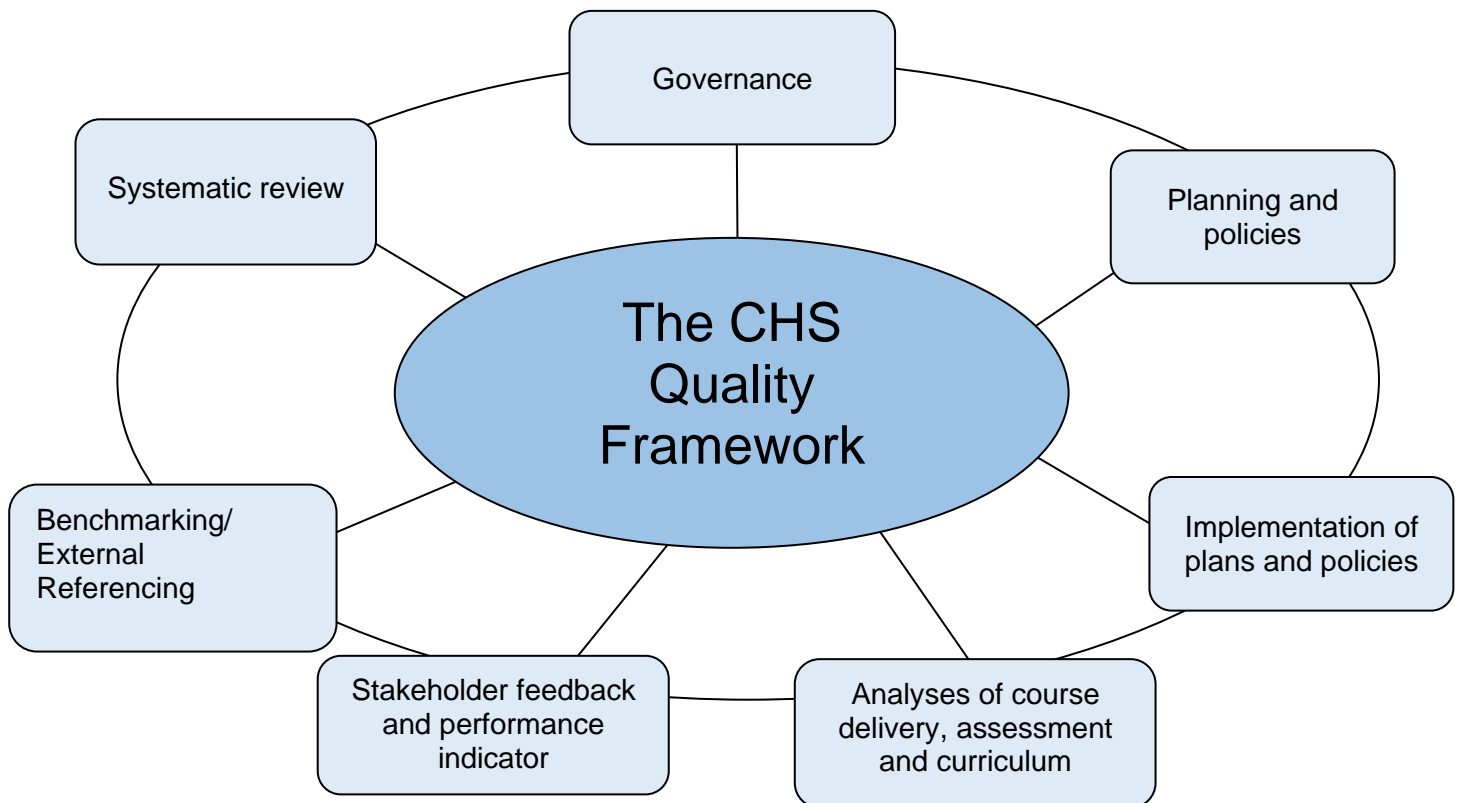 Governance
Systematic review
Planning and
policies
The CHS
Quality
Framework
Benchmarking/
External
Referencing
Implementation of
plans and policies
Stakeholder feedback
and performance
indicator
Analyses of course
delivery, assessment
and curriculum